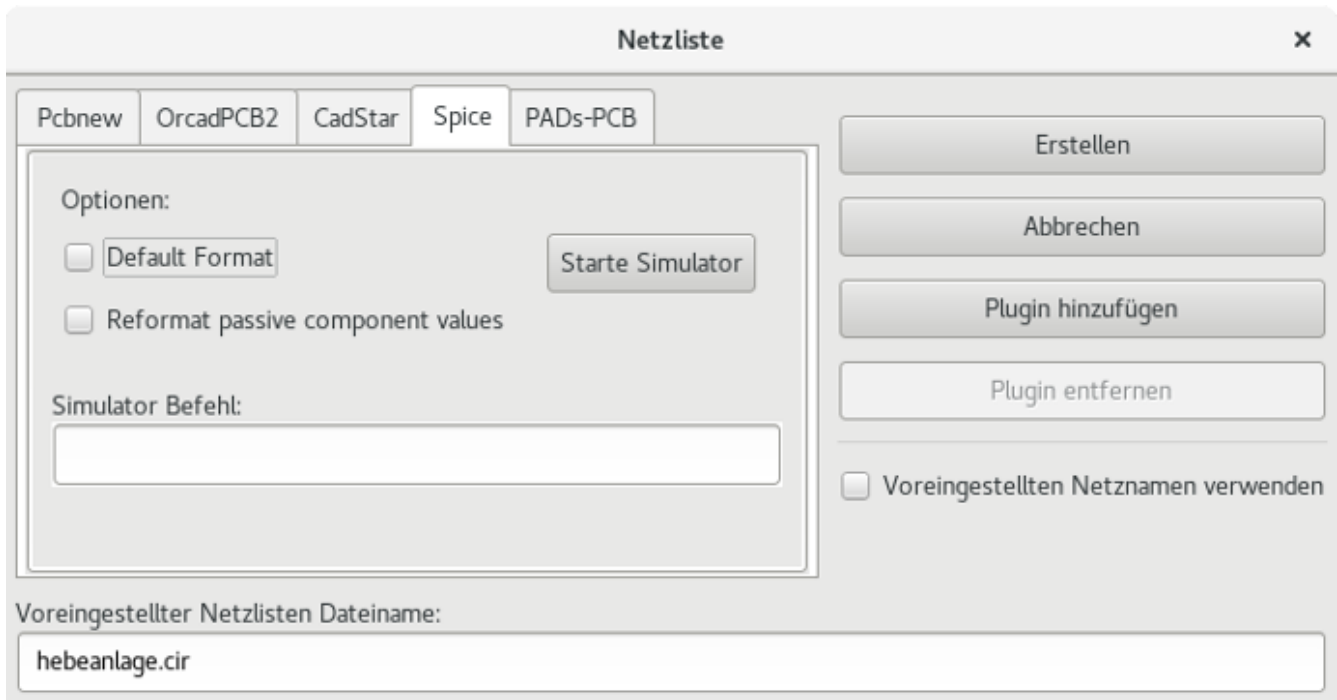 Netzliste
Pcbnew OrcadPCB2 CadStar Spice PADs-PCB
Optionen:
Default Format
Starte Simulator
Reformat passive component values
Simulator Befehl:
Erstellen
Abbrechen
Plugin hinzufügen
Plugin entfernen
Voreingestellten Netznamen verwenden
Voreingestellter Netzlisten Dateiname:
hebeanlage.cir